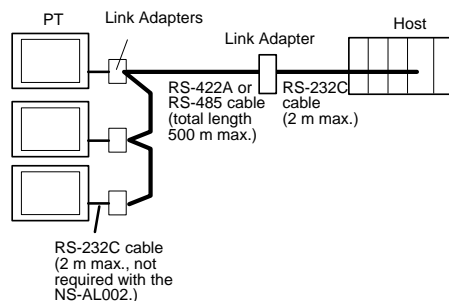 PT
Link Adapters
Link Adapter
Host
RS-422A or
RS-485 cable
(total length
500 m max.)
RS-232C
cable
(2 m max.)
RS-232C cable
(2 m max., not
required with the
NS-AL002.)